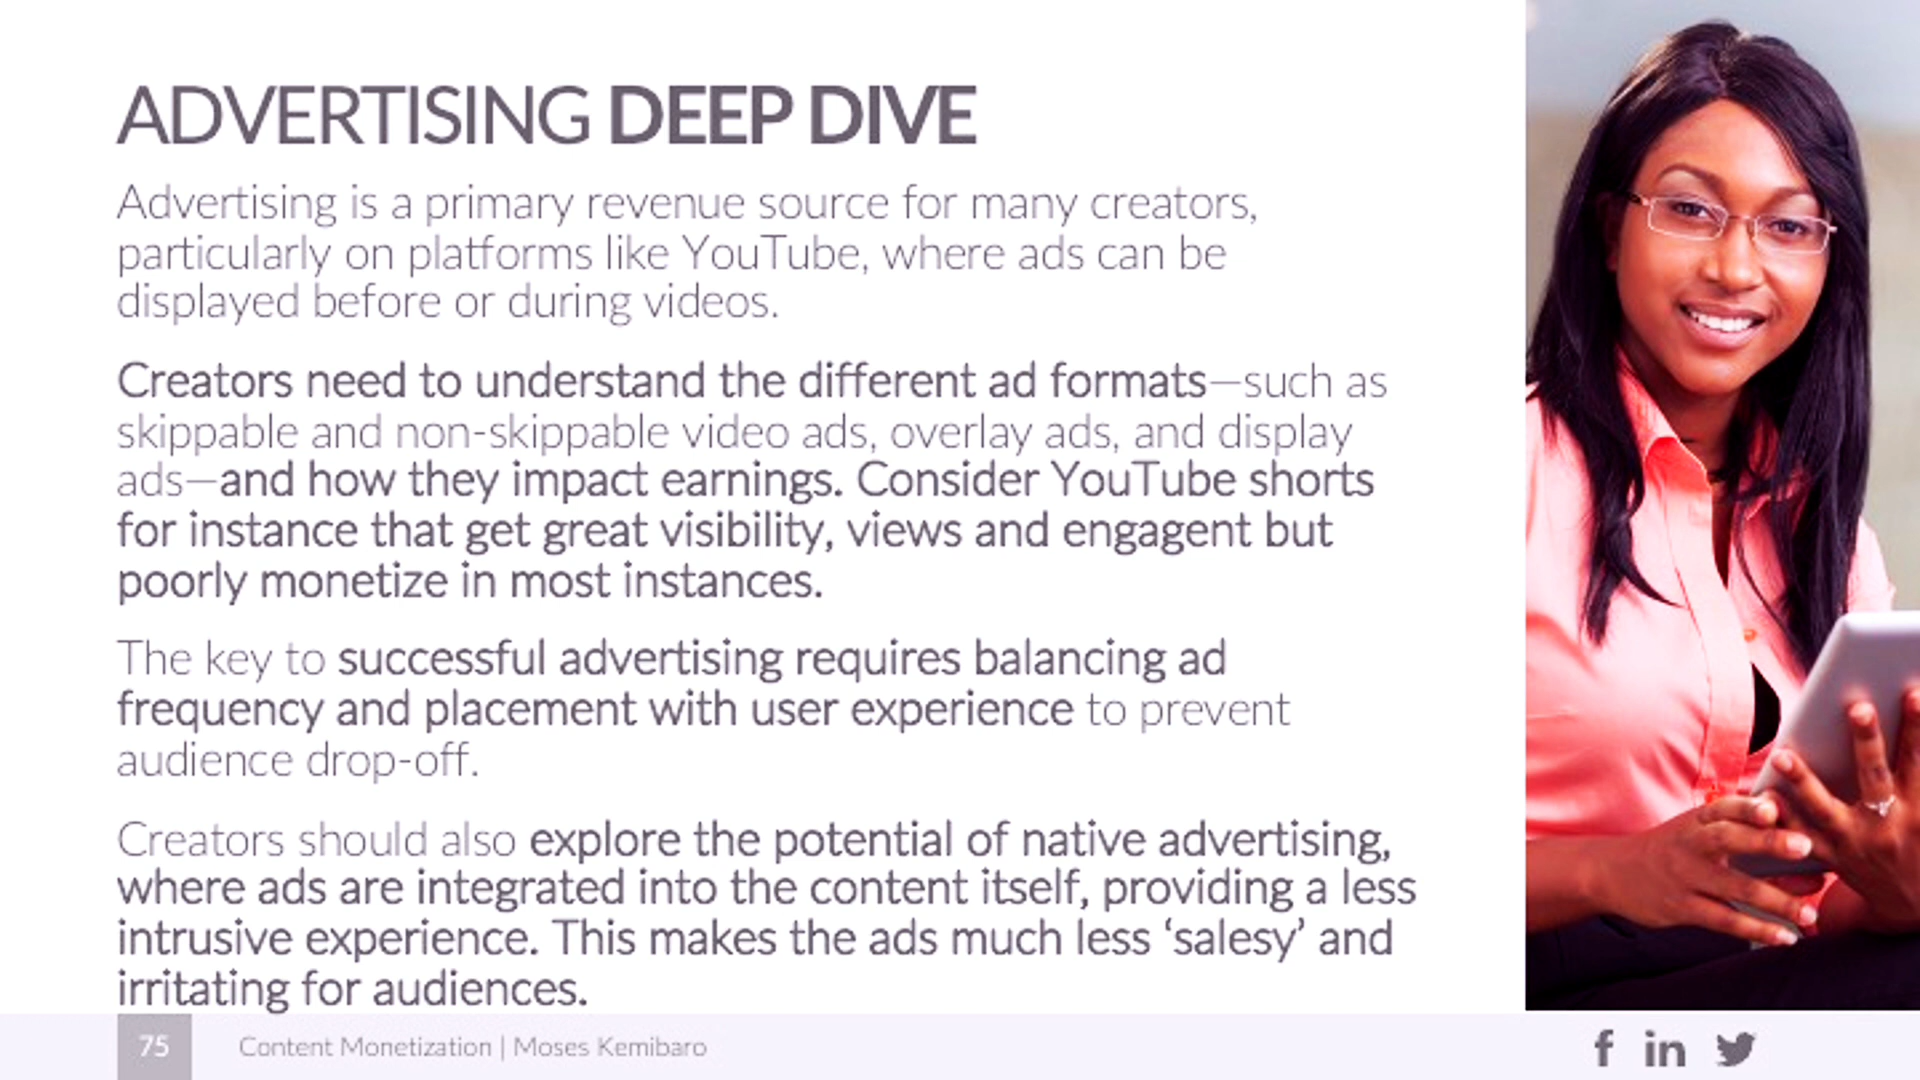 ADVERTISING DEEP DIVE
Advertising is a primary revenue source for many creators,
particularly on platforms like YouTube, where ads can be
displayed before or during videos.
Creators need to understand the different ad formats—such as
skippable and non-skippable video ads, overlay ads, and display
ads—and how they impact earnings. Consider YouTube shorts
for instance that get great visibility, views and engagent but
poorly monetize in most instances.
The key to successful advertising requires balancing ad
frequency and placement with user experience to prevent
audience drop-off.
Creators should also explore the potential of native advertising,
where ads are integrated into the content itself, providing a less
intrusive experience. This makes the ads much less ‘salesy’ and
irritating for audiences.
75 Content Monetization | Moses Kemibaro